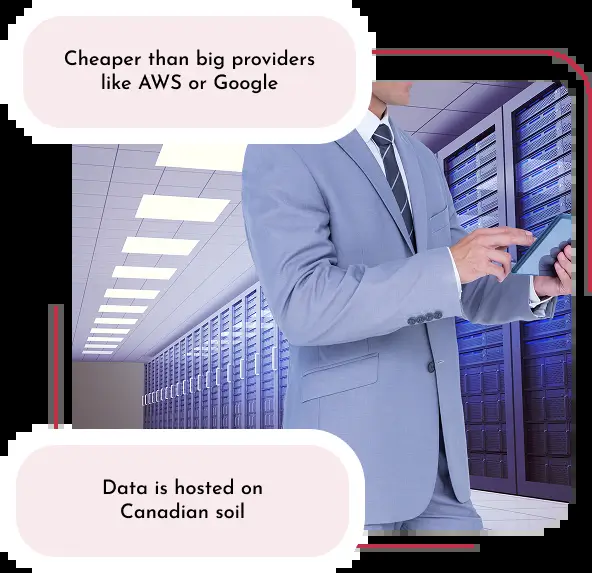 Cheaper than big providers
like AWS or Google
Data is hosted on
Canadian soil